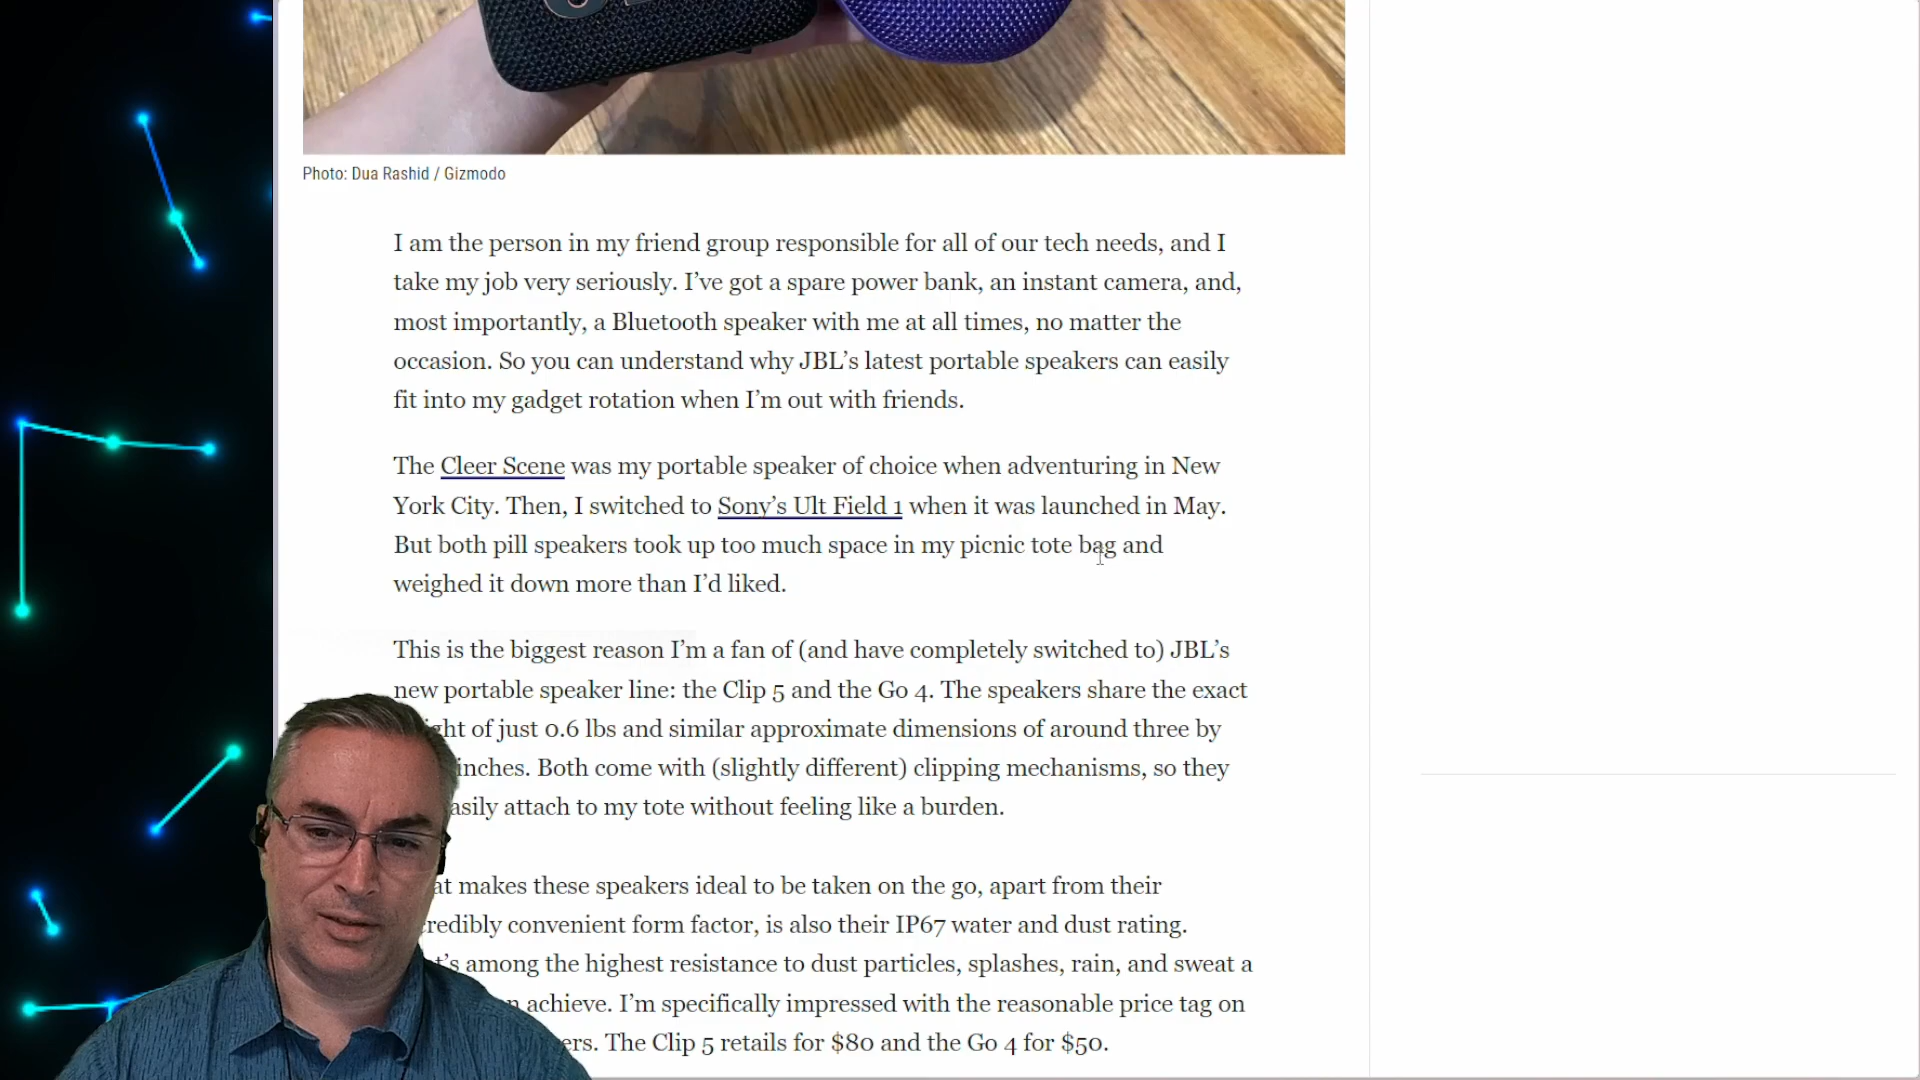 Photo: Dua Rashid / Gizmodo
I am the person in my friend group responsible for all of our tech needs, and I
take my job very seriously. I’ve got a spare power bank, an instant camera, and,
most importantly, a Bluetooth speaker with me at all times, no matter the
occasion. So you can understand why JBL’s latest portable speakers can easily
fit into my gadget rotation when I’m out with friends.
The Cleer Scene was my portable speaker of choice when adventuring in New
York City. Then, I switched to Sony’s Ult Field 1 when it was launched in May.
But both pill speakers took up too much space in my picnic tote bag and
weighed it down more than I’d liked.
This is the biggest reason I’m a fan of (and have completely switched to) JBL’s
new portable speaker line: the Clip 5 and the Go 4. The speakers share the exact
of just 0.6 lbs and similar approximate dimensions of around three by
inches. Both come with (slightly different) clipping mechanisms, so they
attach to my tote without feeling like a burden.
makes these speakers ideal to be taken on the go, apart from their
convenient form factor, is also their IP67 water and dust rating.
among the highest resistance to dust particles, splashes, rain, and sweat a
achieve. I’m specifically impressed with the reasonable price tag on
The Clip 5 retails for $80 and the Go 4 for $50.